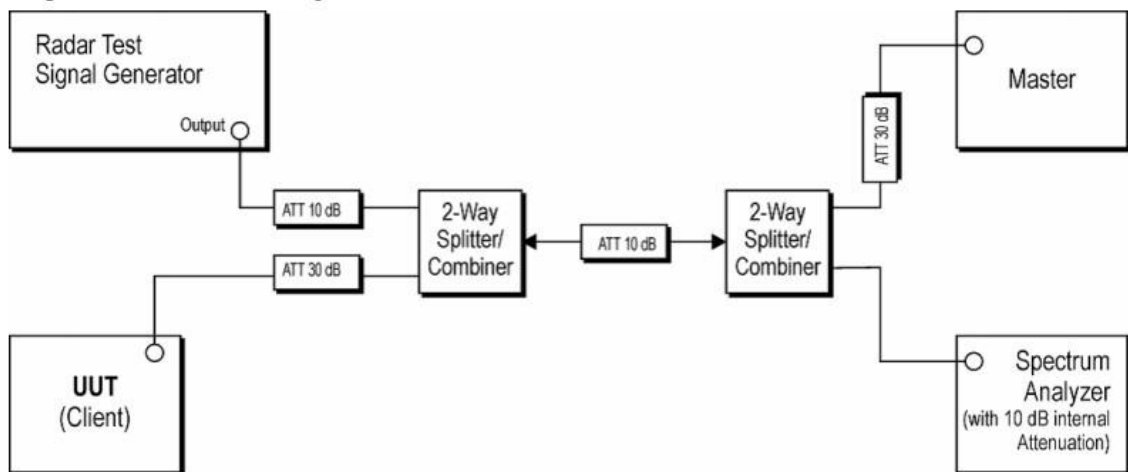 Radar Test
Signal Generator
Output
ATT 10 dB
ATT 30 dB
UUT
(Client)
2-Way
Splitter/
Combiner
ATT 10 dB
2-Way
Splitter/
Combiner
ATT 30 dB
Master
Spectrum
Analyzer
(with 10 dB internal
Attenuation)